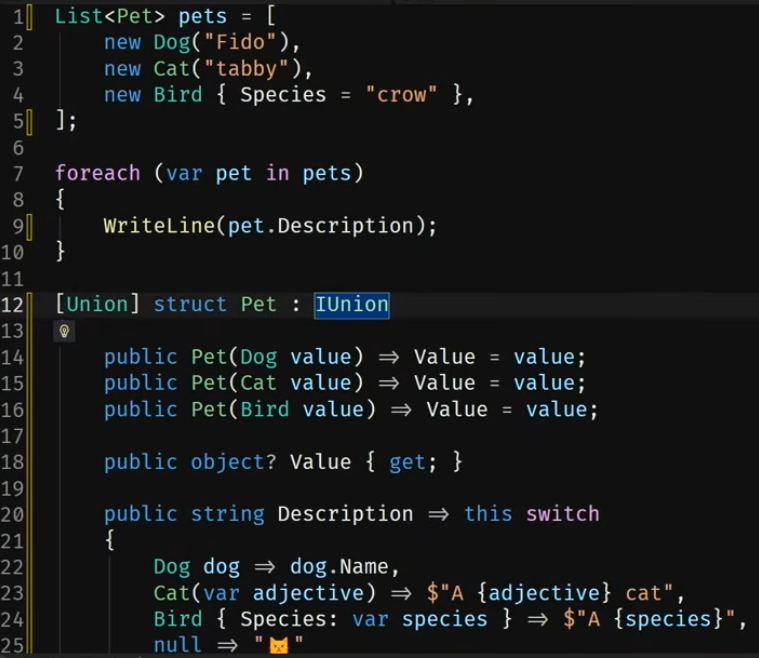 1 List<Pet> pets = [
2 new Dog("Fido"),
3 new Cat("tabby"),
4 new Bird { Species = "crow" },
5 ];
6
7 foreach (var pet in pets)
8 {
9 WriteLine(pet.Description);
10 }
11
12 [Union] struct Pet : IUnion
13
14 public Pet(Dog value) => Value = value;
15 public Pet(Cat value) => Value = value;
16 public Pet(Bird value) => Value = value;
17
18 public object? Value { get; }
19
20 public string Description => this switch
21 {
22 Dog dog => dog.Name,
23 Cat(var adjective) => $"A {adjective} cat",
24 Bird { Species: var species } => $"A {species}",
25 null => "😾"